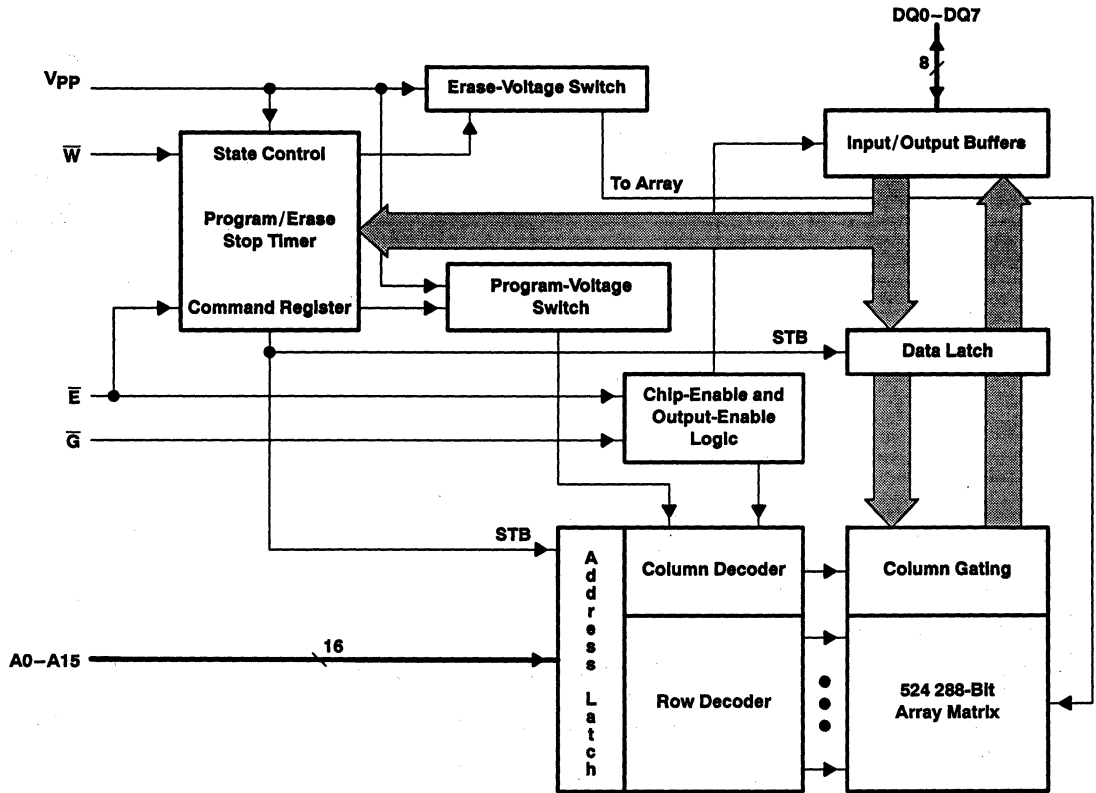 DQ0–DQ7
8
VPP
Erase-Voltage Switch
W̅
State Control
Input/Output Buffers
To Array
Program/Erase
Stop Timer
Program-Voltage
Switch
Command Register
STB
Data Latch
E̅
Chip-Enable and
Output-Enable
Logic
G̅
STB
Address Latch
Column Decoder
Column Gating
A0–A15
16
Row Decoder
524 288-Bit
Array Matrix